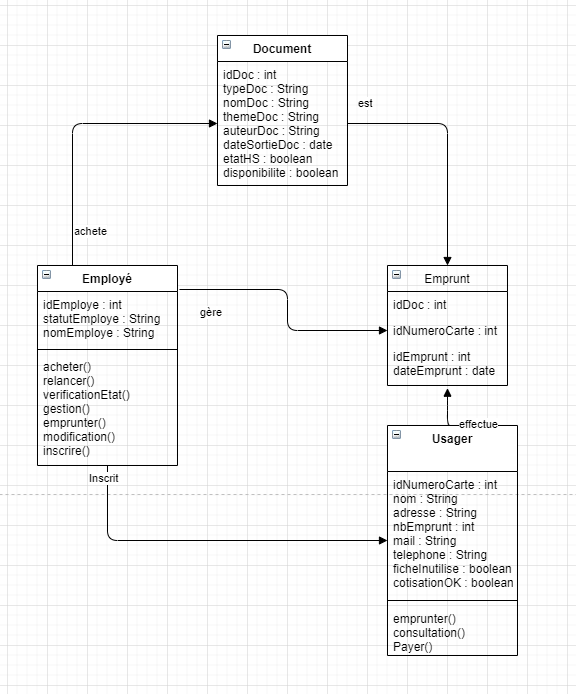 Document
idDoc : int
typeDoc : String
nomDoc : String
themeDoc : String
auteurDoc : String
dateSortieDoc : date
etatHS : boolean
disponibilite : boolean
est
achete
Employé
idEmploye : int
statutEmploye : String
nomEmploye : String
acheter()
relancer()
verificationEtat()
gestion()
emprunter()
modification()
inscrire()
gère
Emprunt
idDoc : int
idNumeroCarte : int
idEmprunt : int
dateEmprunt : date
effectue
Inscrit
Usager
idNumeroCarte : int
nom : String
adresse : String
nbEmprunt : int
mail : String
telephone : String
ficheInutilise : boolean
cotisationOK : boolean
emprunter()
consultation()
Payer()